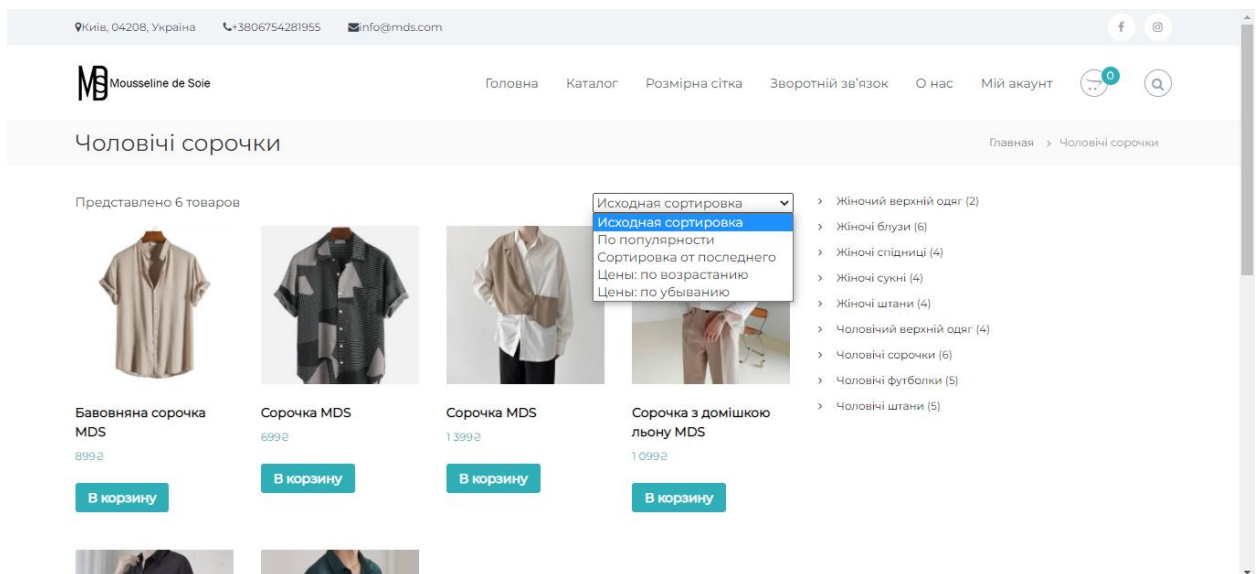 Київ, 04208, Україна +3806754281955 info@mds.com
MDS Mousseline de Soie
Головна Каталог Розмірна сітка Зворотній зв’язок О нас Мій акаунт 0
Чоловічі сорочки
Главная > Чоловічі сорочки
Представлено 6 товаров
Исходная сортировка
Исходная сортировка
По популярности
Сортировка от последнего
Цены: по возрастанию
Цены: по убыванию
Бавовняна сорочка
MDS
899₴
В корзину
Сорочка MDS
699₴
В корзину
Сорочка MDS
1 399₴
В корзину
Сорочка з домішкою
льону MDS
1 099₴
В корзину
> Жіночий верхній одяг (2)
> Жіночі блузи (6)
> Жіночі спідниці (4)
> Жіночі сукні (4)
> Жіночі штани (4)
> Чоловічий верхній одяг (4)
> Чоловічі сорочки (6)
> Чоловічі футболки (5)
> Чоловічі штани (5)